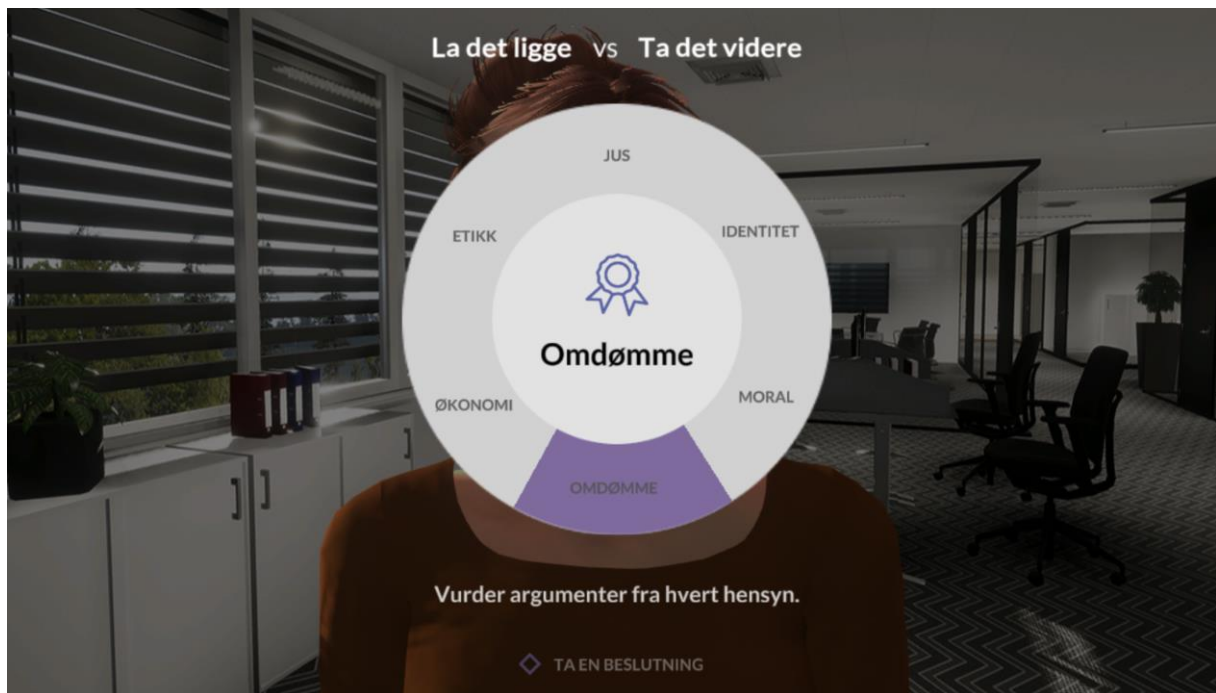 La det ligge vs Ta det videre
JUS
ETIKK
IDENTITET
Omdømme
ØKONOMI
MORAL
OMDØMME
Vurder argumenter fra hvert hensyn.
TA EN BESLUTNING